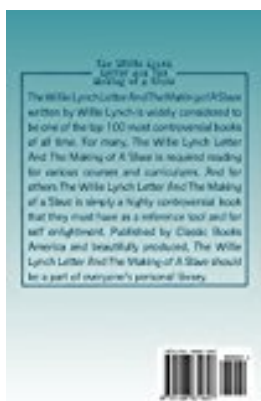 The Willie Lynch
Letter And The
Making of A Slave
The Willie Lynch Letter And The Making of A Slave
written by Willie Lynch is widely considered to
be one of the top 100 most controversial books
of all time. For many, The Willie Lynch Letter
And The Making of A Slave is required reading
for various courses and curriculums. And for
others The Willie Lynch Letter And The Making
of a Slave is simply a highly controversial book
that they must have as a reference tool and for
self enlightment. Published by Classic Books
America and beautifully produced, The Willie
Lynch Letter And The Making of A Slave should
be a part of everyone's personal library.